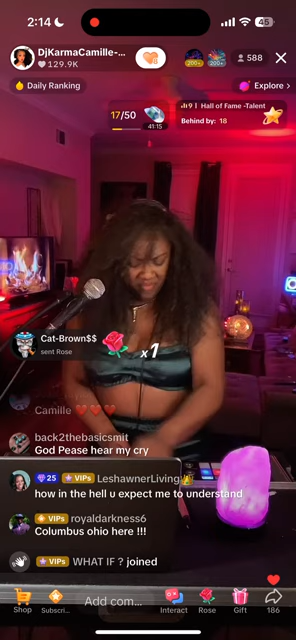 2:14
45
DjKarmaCamille-...
129.9K
200+
200+
588
Daily Ranking
Explore >
17/50
41:15
Hall of Fame -Talent
Behind by: 18
Cat-Brown$$
sent Rose
x1
Camille ❤️❤️❤️
back2thebasicsmit
God Pease hear my cry
25 VIPs LeshawnerLiving
how in the hell u expect me to understand
VIPs royaldarkness6
Columbus ohio here !!!
VIPs WHAT IF ? joined
Shop
Subscri...
Add com...
Interact
Rose
Gift
186